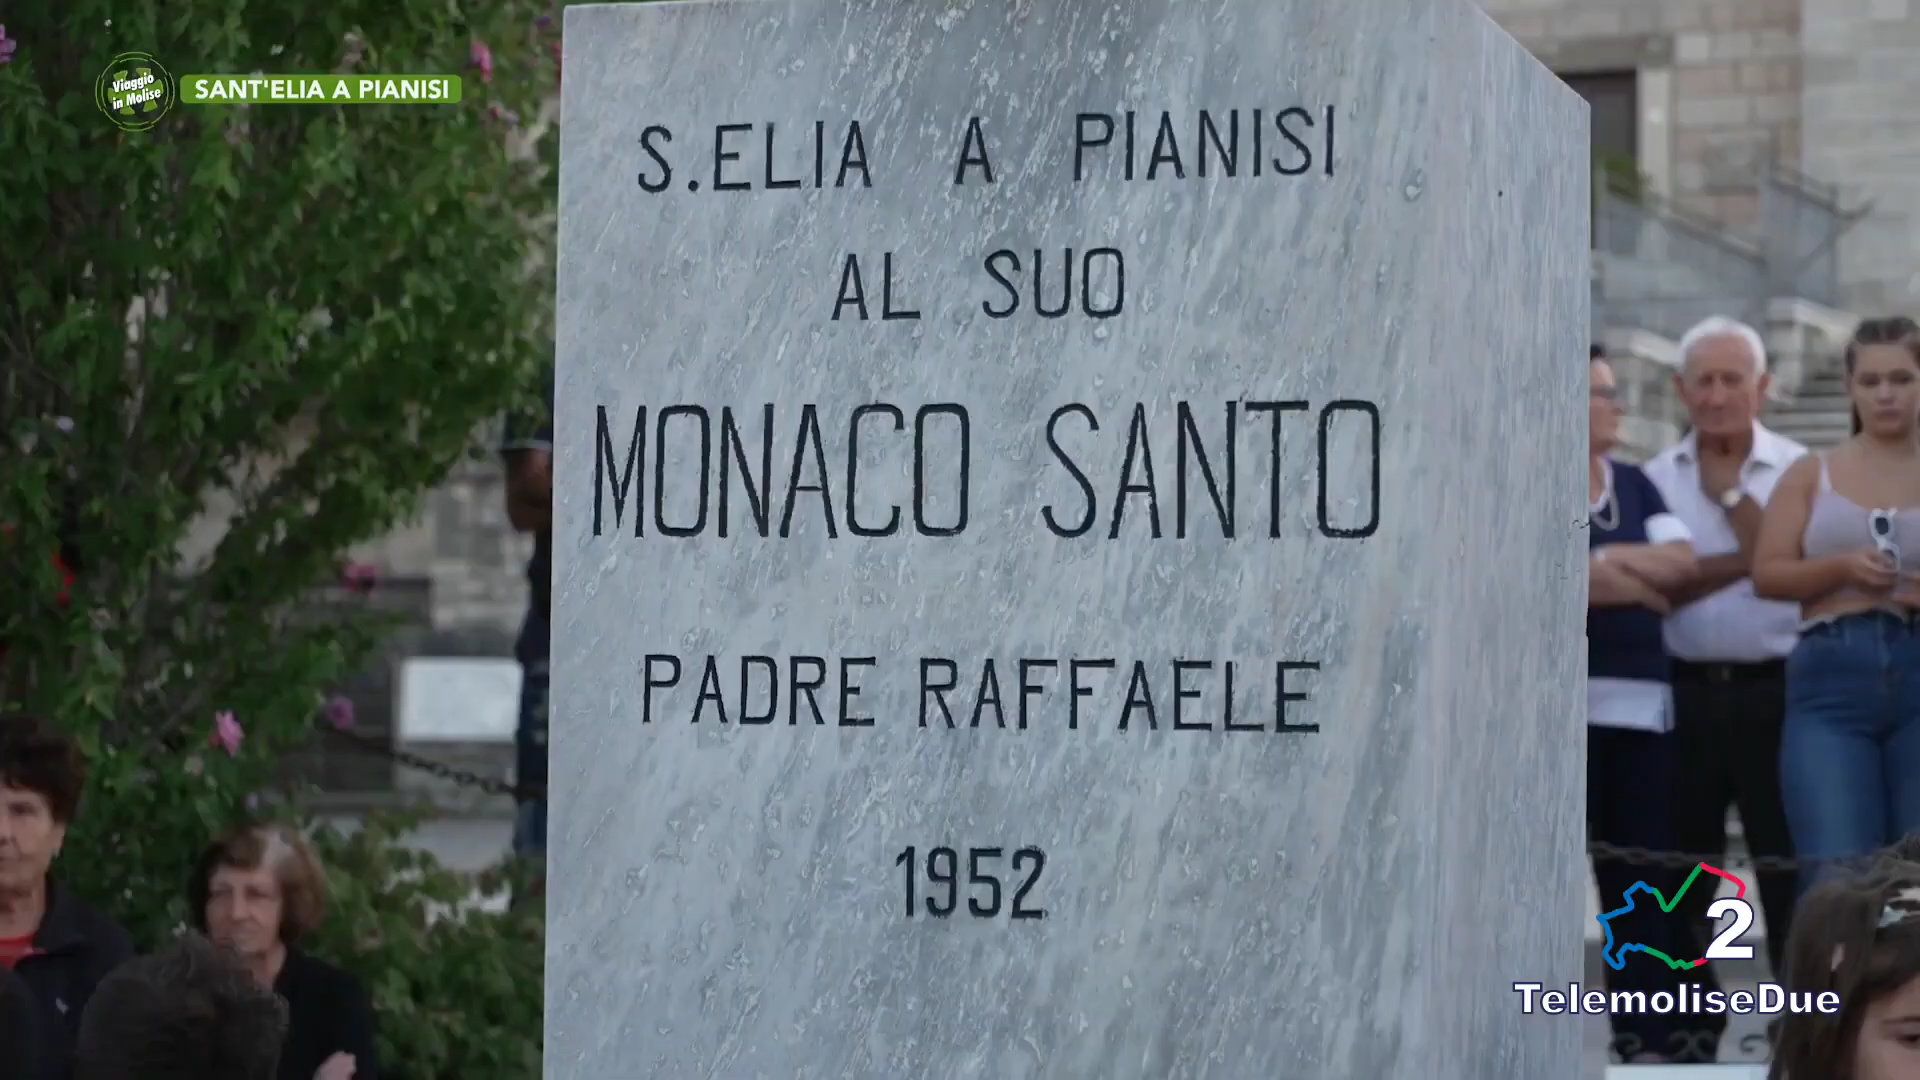 Viaggio
in Molise
SANT'ELIA A PIANISI
S.ELIA A PIANISI
AL SUO
MONACO SANTO
PADRE RAFFAELE
1952
2
TelemoliseDue